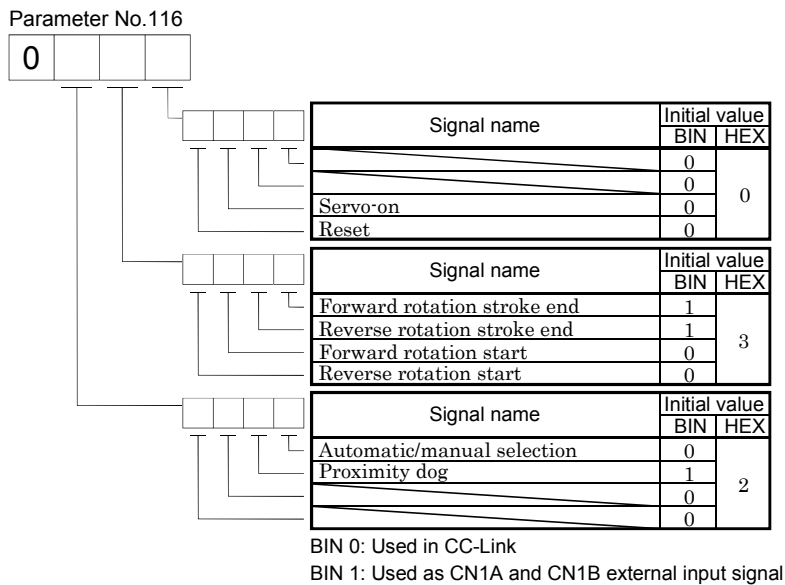 Parameter No.116
0
Signal name Initial value
BIN HEX
0
0
0
Servo-on 0
Reset 0
Signal name Initial value
BIN HEX
Forward rotation stroke end 1
Reverse rotation stroke end 1
3
Forward rotation start 0
Reverse rotation start 0
Signal name Initial value
BIN HEX
Automatic/manual selection 0
Proximity dog 1
2
0
0
BIN 0: Used in CC-Link
BIN 1: Used as CN1A and CN1B external input signal